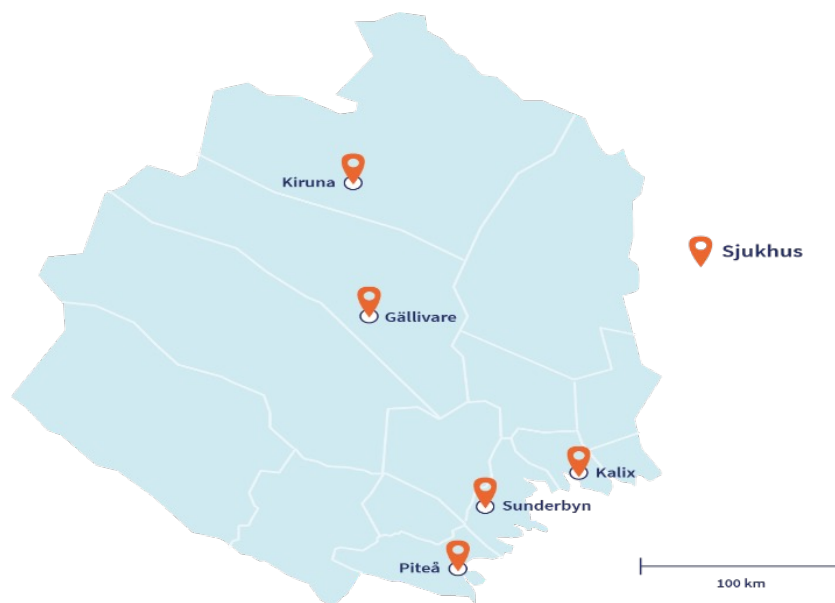 Kiruna
Sjukhus
Gällivare
Kalix
Sunderbyn
Piteå
100 km